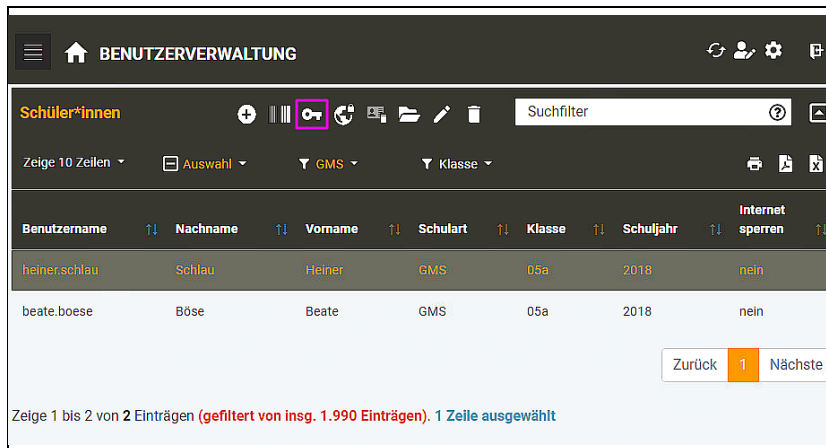 BENUTZERVERWALTUNG
Schüler*innen Suchfilter
Zeige 10 Zeilen Auswahl GMS Klasse
Benutzername Nachname Vorname Schulart Klasse Schuljahr Internet sperren
heiner.schlau Schlau Heiner GMS 05a 2018 nein
beate.boese Böse Beate GMS 05a 2018 nein
Zurück 1 Nächste
Zeige 1 bis 2 von 2 Einträgen (gefiltert von insg. 1.990 Einträgen). 1 Zeile ausgewählt